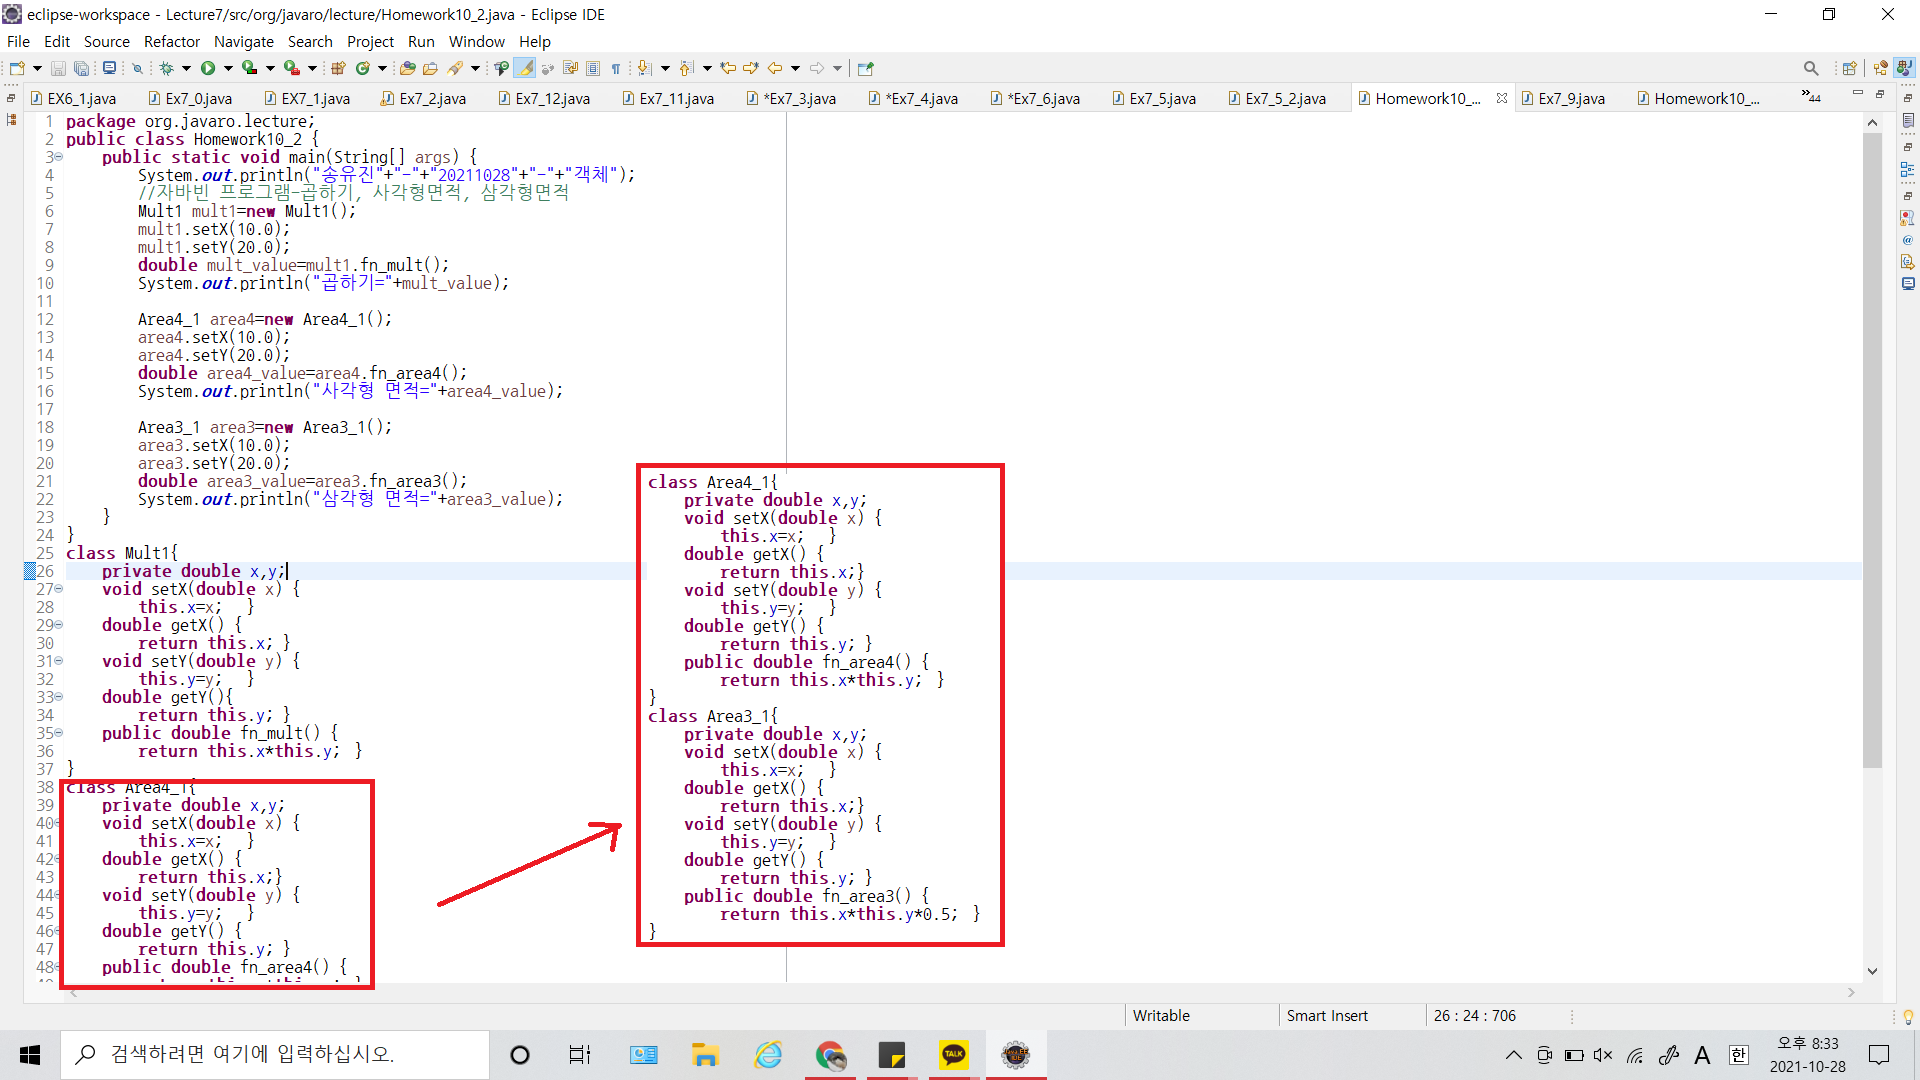 eclipse-workspace - Lecture7/src/org/javaro/lecture/Homework10_2.java - Eclipse IDE
File Edit Source Refactor Navigate Search Project Run Window Help
EX6_1.java Ex7_0.java EX7_1.java Ex7_2.java Ex7_12.java Ex7_11.java *Ex7_3.java *Ex7_4.java *Ex7_6.java Ex7_5.java Ex7_5_2.java Homework10_... Ex7_9.java Homework10_... »44
1 package org.javaro.lecture;
2 public class Homework10_2 {
3 public static void main(String[] args) {
4 System.out.println("송유진"+"-"+"20211028"+"-"+"객체");
5 //자바빈 프로그램-곱하기, 사각형면적, 삼각형면적
6 Mult1 mult1=new Mult1();
7 mult1.setX(10.0);
8 mult1.setY(20.0);
9 double mult_value=mult1.fn_mult();
10 System.out.println("곱하기="+mult_value);
11
12 Area4_1 area4=new Area4_1();
13 area4.setX(10.0);
14 area4.setY(20.0);
15 double area4_value=area4.fn_area4();
16 System.out.println("사각형 면적="+area4_value);
17
18 Area3_1 area3=new Area3_1();
19 area3.setX(10.0);
20 area3.setY(20.0);
21 double area3_value=area3.fn_area3();
22 System.out.println("삼각형 면적="+area3_value);
23 }
24 }
25 class Mult1{
26 private double x,y;
27 void setX(double x) {
28 this.x=x; }
29 double getX() {
30 return this.x; }
31 void setY(double y) {
32 this.y=y; }
33 double getY(){
34 return this.y; }
35 public double fn_mult() {
36 return this.x*this.y; }
37 }
38 class Area4_1{
39 private double x,y;
40 void setX(double x) {
41 this.x=x; }
42 double getX() {
43 return this.x;}
44 void setY(double y) {
45 this.y=y; }
46 double getY() {
47 return this.y; }
48 public double fn_area4() {
class Area4_1{
private double x,y;
void setX(double x) {
this.x=x; }
double getX() {
return this.x;}
void setY(double y) {
this.y=y; }
double getY() {
return this.y; }
public double fn_area4() {
return this.x*this.y; }
}
class Area3_1{
private double x,y;
void setX(double x) {
this.x=x; }
double getX() {
return this.x;}
void setY(double y) {
this.y=y; }
double getY() {
return this.y; }
public double fn_area3() {
return this.x*this.y*0.5; }
}
Writable Smart Insert 26 : 24 : 706
검색하려면 여기에 입력하십시오.
TALK
A 한
오후 8:33
2021-10-28